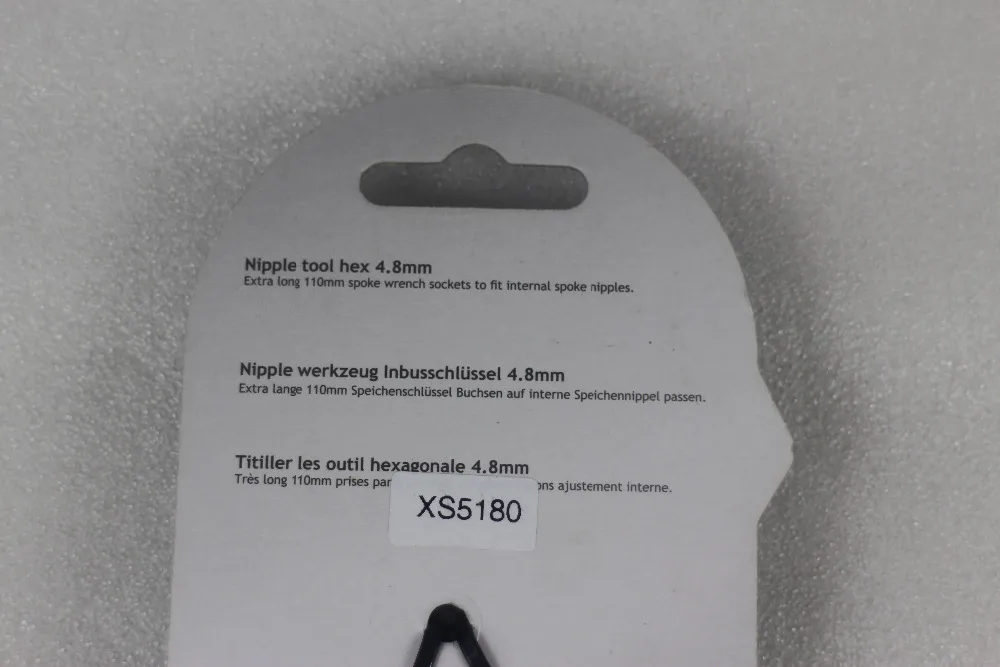 Nipple tool hex 4.8mm
Extra long 110mm spoke wrench sockets to fit internal spoke nipples.
Nipple werkzeug Inbusschlüssel 4.8mm
Extra lange 110mm Speichenschlüssel Buchsen auf interne Speichennippel passen.
Titiller les outil hexagonale 4.8mm
Très long 110mm prises ajustement interne.
XS5180